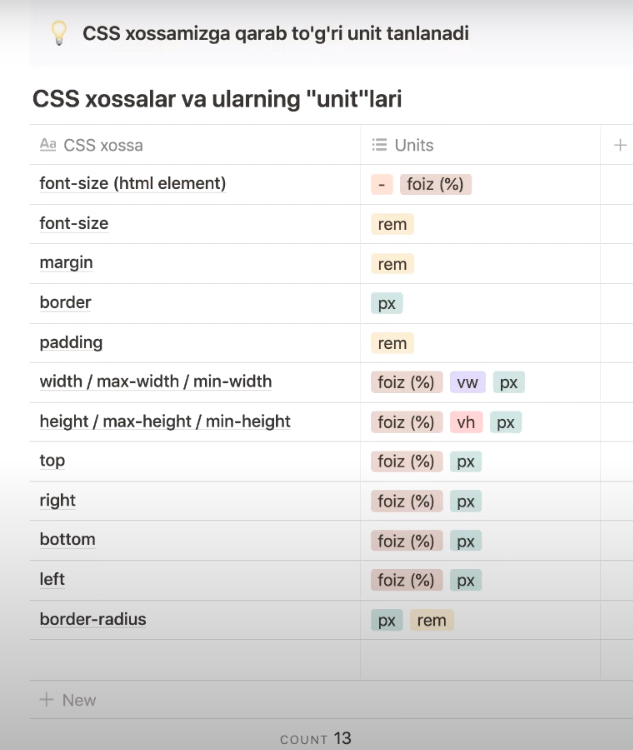 CSS xossamizga qarab to'g'ri unit tanlanadi
CSS xossalar va ularning "unit"lari
Aa CSS xossa Units +
font-size (html element) - foiz (%)
font-size rem
margin rem
border px
padding rem
width / max-width / min-width foiz (%) vw px
height / max-height / min-height foiz (%) vh px
top foiz (%) px
right foiz (%) px
bottom foiz (%) px
left foiz (%) px
border-radius px rem
+ New
COUNT 13